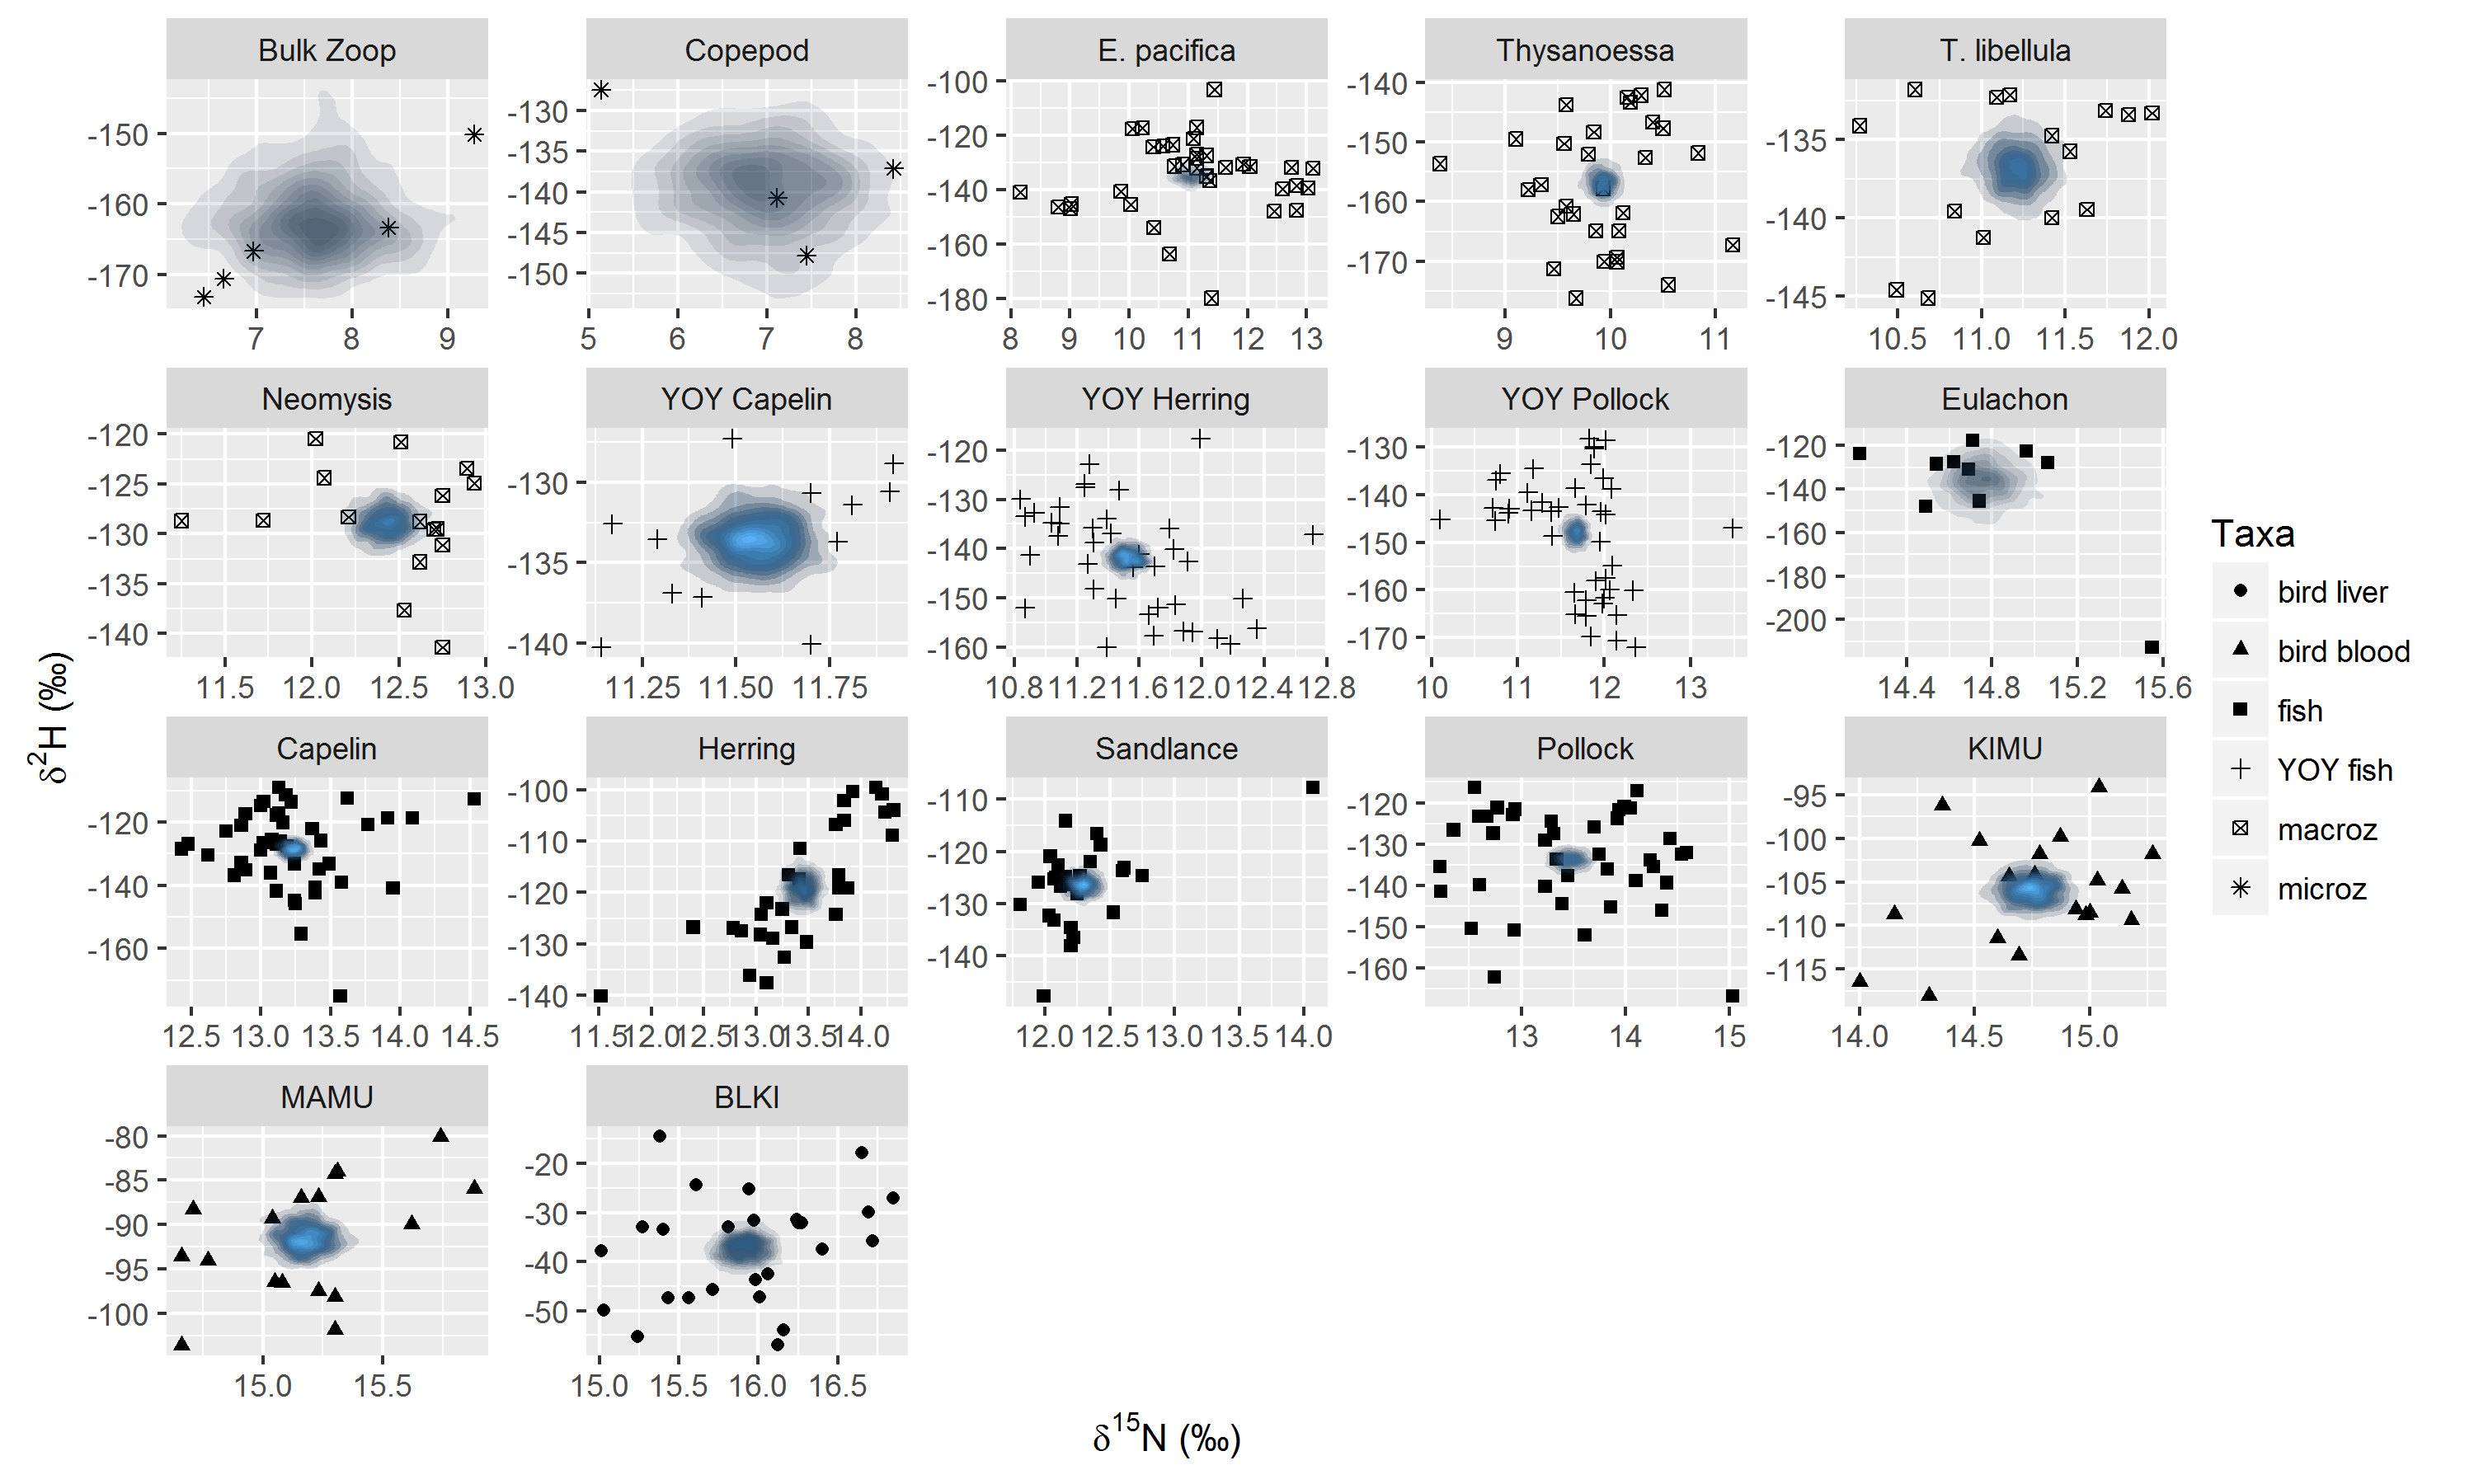 Bulk Zoop Copepod E. pacifica Thysanoessa T. libellula
-150 -160 -170
7 8 9
-130 -135 -140 -145 -150
5 6 7 8
-100 -120 -140 -160 -180
8 9 10 11 12 13
-140 -150 -160 -170
9 10 11
-135 -140 -145
10.5 11.0 11.5 12.0
Neomysis YOY Capelin YOY Herring YOY Pollock Eulachon
-120 -125 -130 -135 -140
11.5 12.0 12.5 13.0
-130 -135 -140
11.25 11.50 11.75
-120 -130 -140 -150 -160
10.8 11.2 11.6 12.0 12.4 12.8
-130 -140 -150 -160 -170
10 11 12 13
-120 -140 -160 -180 -200
14.4 14.8 15.2 15.6
Capelin Herring Sandlance Pollock KIMU
-120 -140 -160
12.5 13.0 13.5 14.0 14.5
-100 -110 -120 -130 -140
11.5 12.0 12.5 13.0 13.5 14.0
-110 -120 -130 -140
12.0 12.5 13.0 13.5 14.0
-120 -130 -140 -150 -160
13 14 15
-95 -100 -105 -110 -115
14.0 14.5 15.0
MAMU BLKI
-80 -85 -90 -95 -100
15.0 15.5
-20 -30 -40 -50
15.0 15.5 16.0 16.5
δ²H (‰)
δ¹⁵N (‰)
Taxa
bird liver
bird blood
fish
YOY fish
macroz
microz